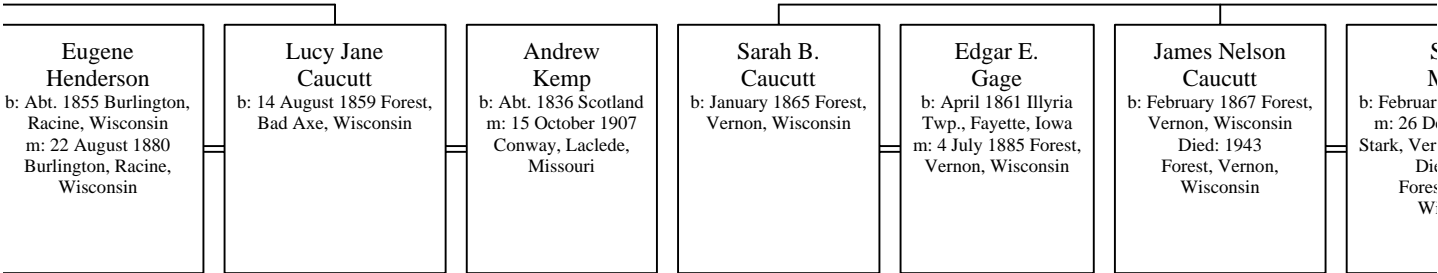 Eugene
Henderson
b: Abt. 1855 Burlington,
Racine, Wisconsin
m: 22 August 1880
Burlington, Racine,
Wisconsin
Lucy Jane
Caucutt
b: 14 August 1859 Forest,
Bad Axe, Wisconsin
Andrew
Kemp
b: Abt. 1836 Scotland
m: 15 October 1907
Conway, Laclede,
Missouri
Sarah B.
Caucutt
b: January 1865 Forest,
Vernon, Wisconsin
Edgar E.
Gage
b: April 1861 Illyria
Twp., Fayette, Iowa
m: 4 July 1885 Forest,
Vernon, Wisconsin
James Nelson
Caucutt
b: February 1867 Forest,
Vernon, Wisconsin
Died: 1943
Forest, Vernon,
Wisconsin
b:
m: 26
Stark,